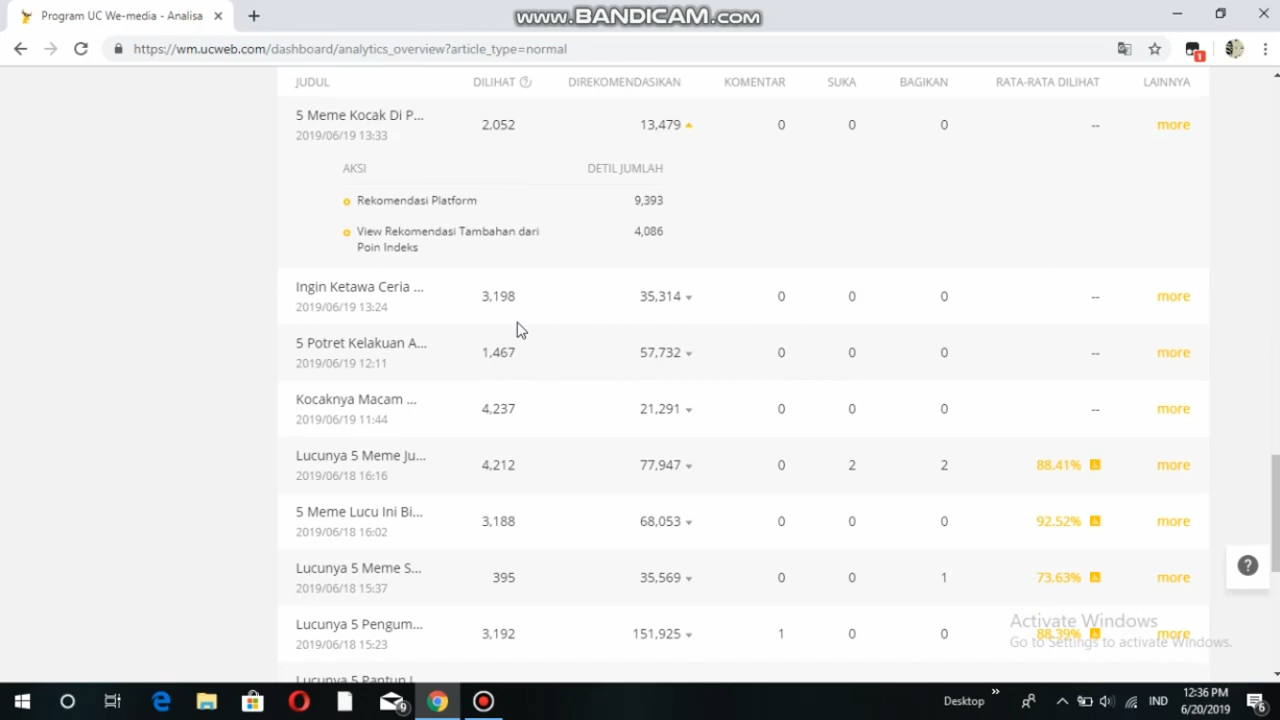 Program UC We-media - Analisa
www.BANDICAM.com
https://wm.ucweb.com/dashboard/analytics_overview?article_type=normal
1
JUDUL DILIHAT ? DIREKOMENDASIKAN KOMENTAR SUKA BAGIKAN RATA-RATA DILIHAT LAINNYA
5 Meme Kocak Di P...
2019/06/19 13:33
2,052 13,479 0 0 0 -- more
AKSI DETIL JUMLAH
Rekomendasi Platform 9,393
View Rekomendasi Tambahan dari
Poin Indeks
4,086
Ingin Ketawa Ceria ...
2019/06/19 13:24
3,198 35,314 0 0 0 -- more
5 Potret Kelakuan A...
2019/06/19 12:11
1,467 57,732 0 0 0 -- more
Kocaknya Macam ...
2019/06/19 11:44
4,237 21,291 0 0 0 -- more
Lucunya 5 Meme Ju...
2019/06/18 16:16
4,212 77,947 0 2 2 88.41% more
5 Meme Lucu Ini Bi...
2019/06/18 16:02
3,188 68,053 0 0 0 92.52% more
Lucunya 5 Meme S...
2019/06/18 15:37
395 35,569 0 0 1 73.63% more
?
Lucunya 5 Pengum...
2019/06/18 15:23
3,192 151,925 1 0 0 88.39% more
Activate Windows
Go to Settings to activate Windows.
Lucunya 5 Pantun
9
Desktop
IND
12:36 PM
6/20/2019
6